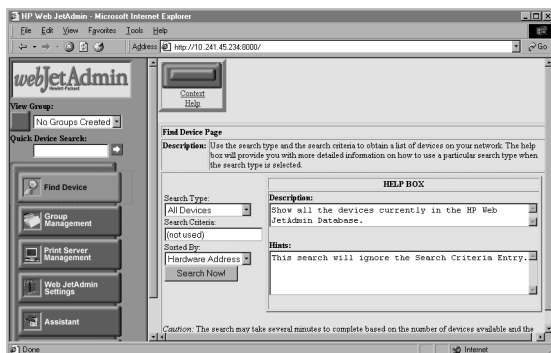 HP Web JetAdmin - Microsoft Internet Explorer
File Edit View Favorites Tools Help
Address http://10.241.45.234:8000/ Go
webJetAdmin
Hewlett-Packard
View Group:
No Groups Created
Quick Device Search:
Find Device
Group Management
Print Server Management
Web JetAdmin Settings
Assistant
Context Help
Find Device Page
Description: Use the search type and the search criteria to obtain a list of devices on your network. The help
box will provide you with more detailed information on how to use a particular search type when
the search type is selected.
Search Type:
All Devices
Search Criteria:
(not used)
Sorted By:
Hardware Address
Search Now!
HELP BOX
Description:
Show all the devices currently in the HP Web
JetAdmin Database.
Hints:
This search will ignore the Search Criteria Entry.
Caution: The search may take several minutes to complete based on the number of devices available and the
Done
Internet